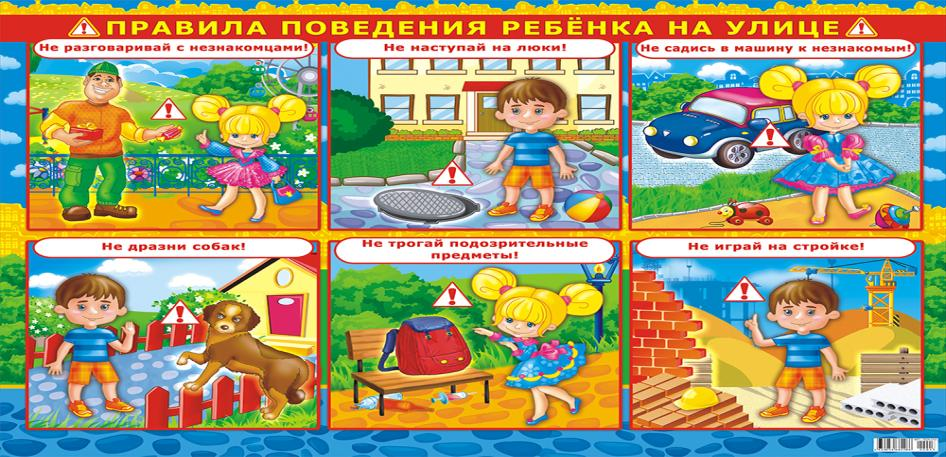 ПРАВИЛА ПОВЕДЕНИЯ РЕБЁНКА НА УЛИЦЕ
Не разговаривай с незнакомцами!
Не наступай на люки!
Не садись в машину к незнакомым!
Не дразни собак!
Не трогай подозрительные
предметы!
Не играй на стройке!